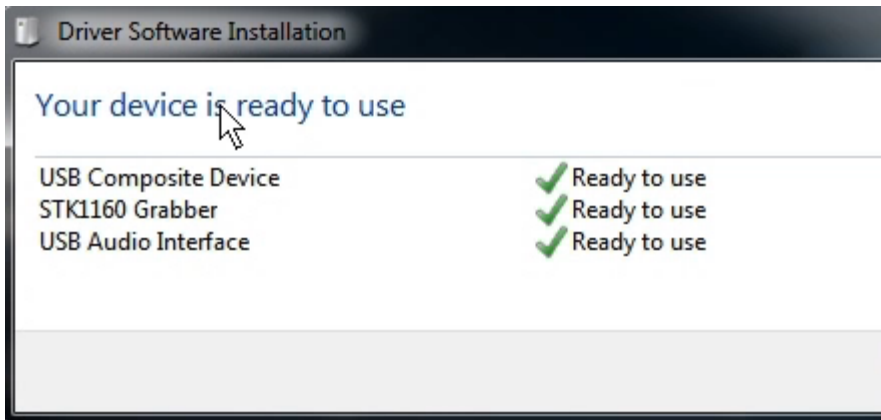 Driver Software Installation
Your device is ready to use
USB Composite Device Ready to use
STK1160 Grabber Ready to use
USB Audio Interface Ready to use